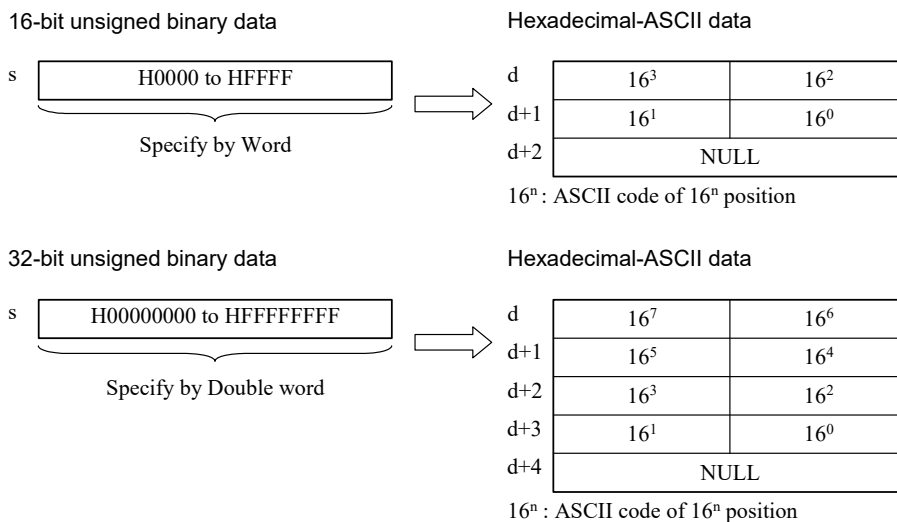 16-bit unsigned binary data
Hexadecimal-ASCII data
s
H0000 to HFFFF
Specify by Word
d
16³
16²
d+1
16¹
16⁰
d+2
NULL
16ⁿ : ASCII code of 16ⁿ position
32-bit unsigned binary data
Hexadecimal-ASCII data
s
H00000000 to HFFFFFFFF
Specify by Double word
d
16⁷
16⁶
d+1
16⁵
16⁴
d+2
16³
16²
d+3
16¹
16⁰
d+4
NULL
16ⁿ : ASCII code of 16ⁿ position